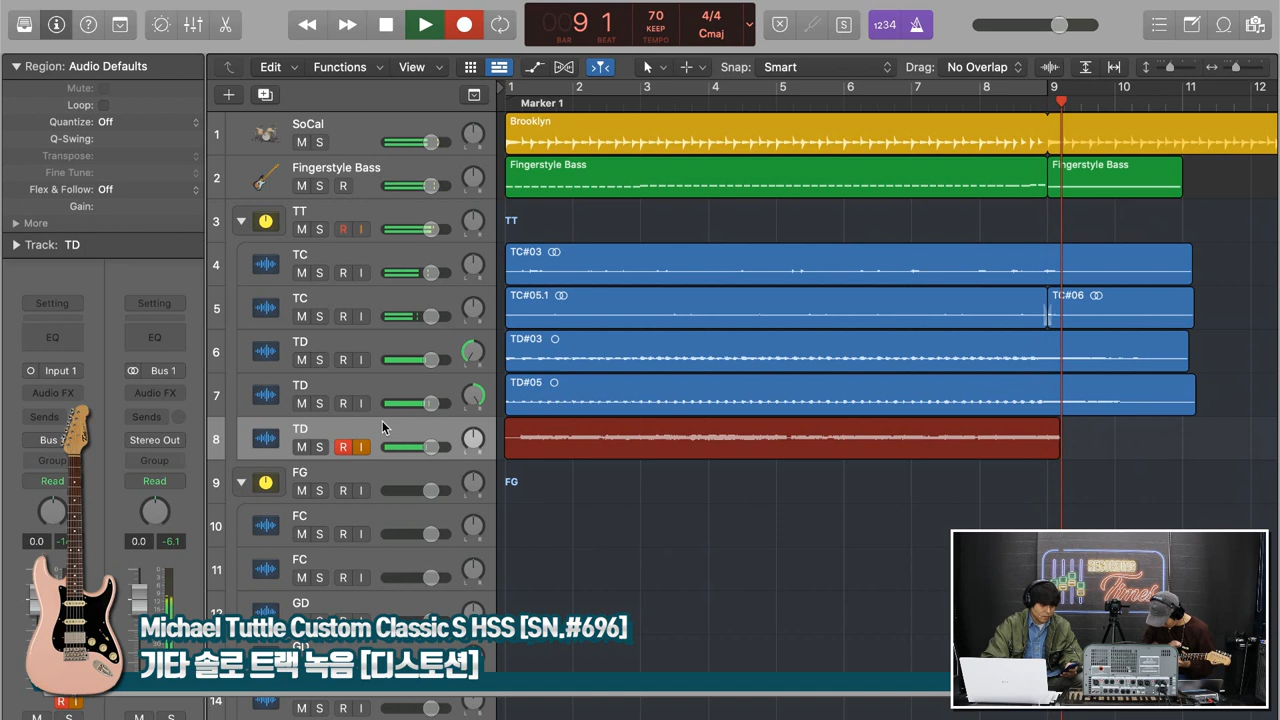 9 1
BAR BEAT
70
TEMPO
4/4
Cmaj
S
1234
Region: Audio Defaults
Mute:
Loop:
Quantize: Off
Q-Swing:
Transpose:
Fine Tune:
Flex & Follow: Off
Gain:
More
Track: TD
Edit Functions View
Snap: Smart
Drag: No Overlap
1 2 3 4 5 6 7 8 9 10 11 12
Marker 1
1 SoCal
M S
Brooklyn
2 Fingerstyle Bass
M S R
Fingerstyle Bass
Fingerstyle Bass
3 TT
M S R I
TT
4 TC
M S R I
TC#03
5 TC
M S R I
TC#05.1
TC#06
6 TD
M S R I
TD#03
7 TD
M S R I
TD#05
8 TD
M S R I
9 FG
M S R I
FG
10 FC
M S R I
11 FC
M S R I
GD
14
M S R I
Setting Setting
EQ EQ
Input 1 Bus 1
Audio FX Audio FX
Sends Sends
Bus Stereo Out
Group Group
Read Read
0.0 0.0 -6.1
R I
M S
Times
Michael Tuttle Custom Classic S HSS [SN.#696]
기타 솔로 트랙 녹음 [디스토션]